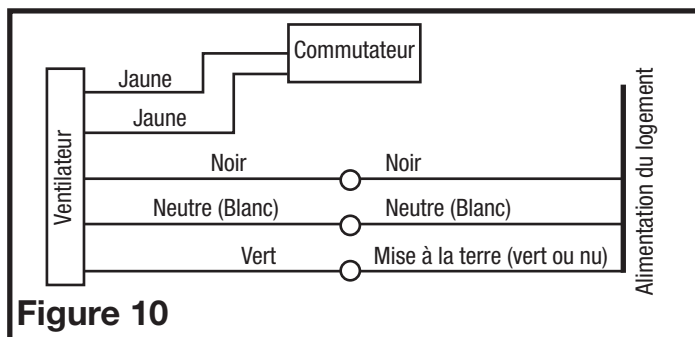 Commutateur
Jaune
Jaune
Ventilateur
Noir
Noir
Neutre (Blanc)
Neutre (Blanc)
Vert
Mise à la terre (vert ou nu)
Alimentation du logement
Figure 10